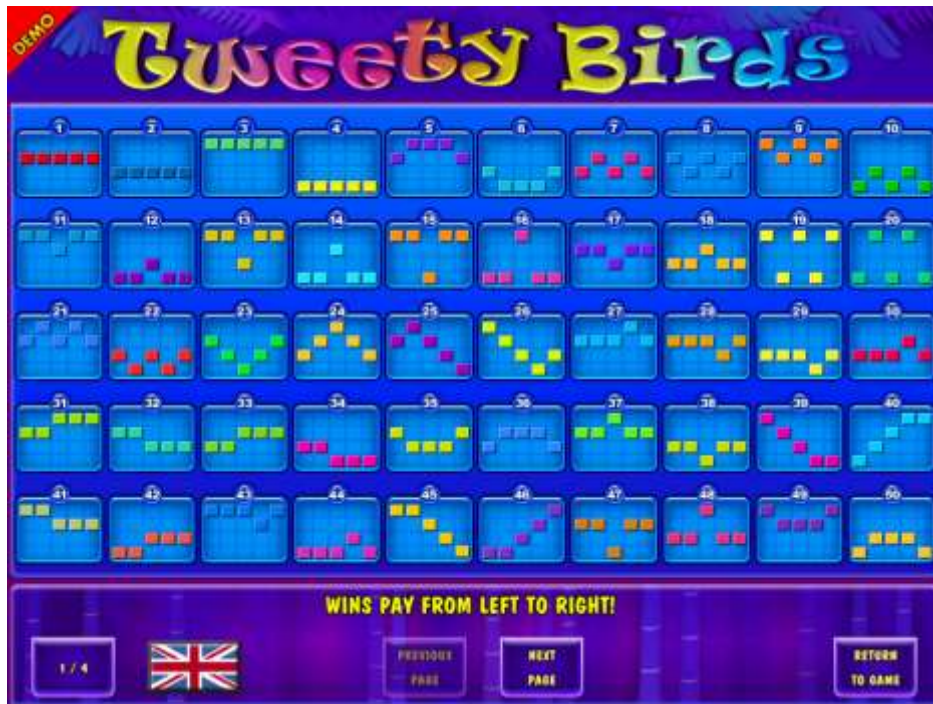 DEMO
Tweety Birds
1 2 3 4 5 6 7 8 9 10
11 12 13 14 15 16 17 18 19 20
21 22 23 24 25 26 27 28 29 30
31 32 33 34 35 36 37 38 39 40
41 42 43 44 45 46 47 48 49 50
WINS PAY FROM LEFT TO RIGHT!
1 / 4
PREVIOUS
PAGE
NEXT
PAGE
RETURN
TO GAME